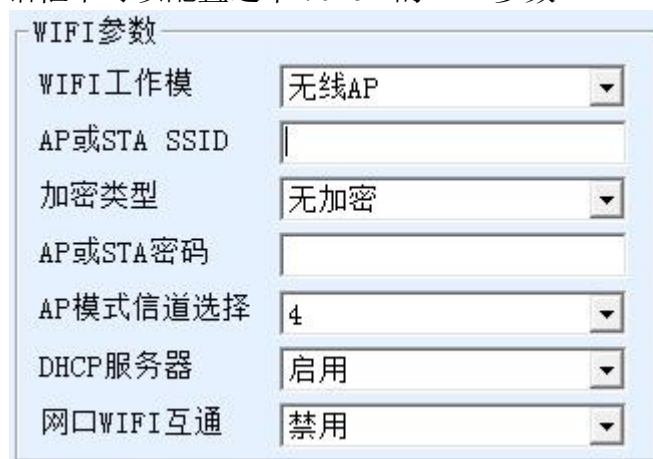 WIFI参数
WIFI工作模 无线AP
AP或STA SSID
加密类型 无加密
AP或STA密码
AP模式信道选择 4
DHCP服务器 启用
网口WIFI互通 禁用